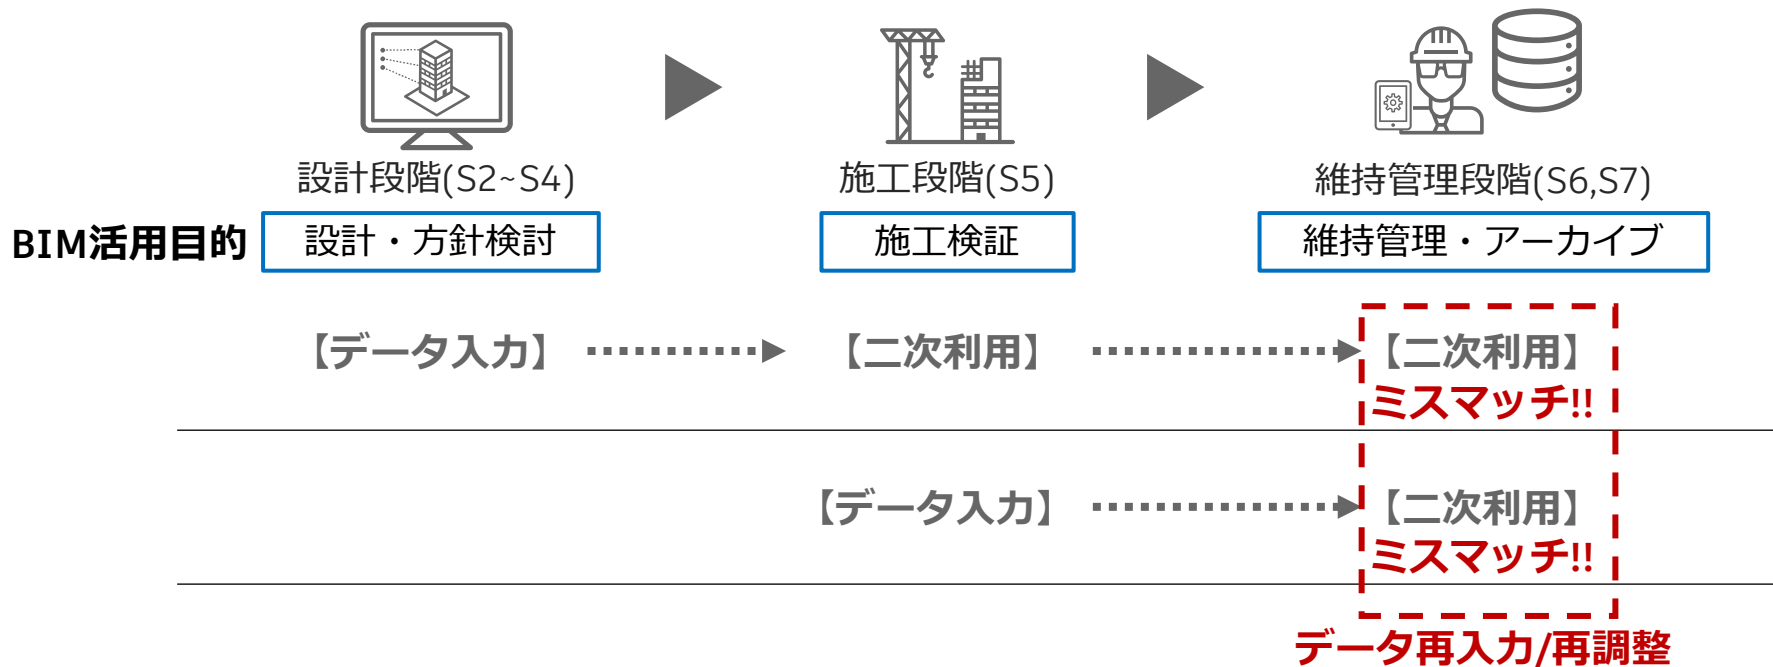 設計段階(S2~S4)
施工段階(S5)
維持管理段階(S6,S7)
BIM活用目的
設計・方針検討
施工検証
維持管理・アーカイブ
【データ入力】
【二次利用】
【二次利用】
ミスマッチ!!
【データ入力】
【二次利用】
ミスマッチ!!
データ再入力/再調整